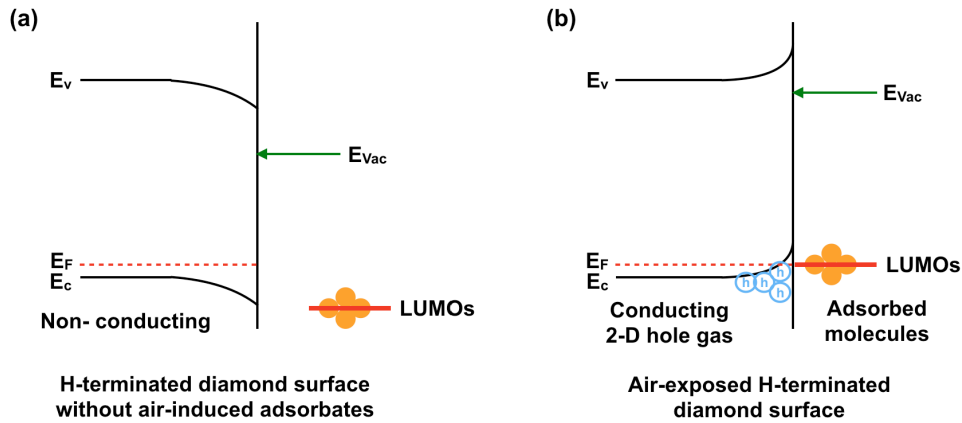 (a)
Ev
EVac
EF
Ec
Non- conducting
LUMOs
H-terminated diamond surface
without air-induced adsorbates
(b)
Ev
EVac
EF
Ec
h
h
h
h
h
LUMOs
Conducting
2-D hole gas
Adsorbed
molecules
Air-exposed H-terminated
diamond surface